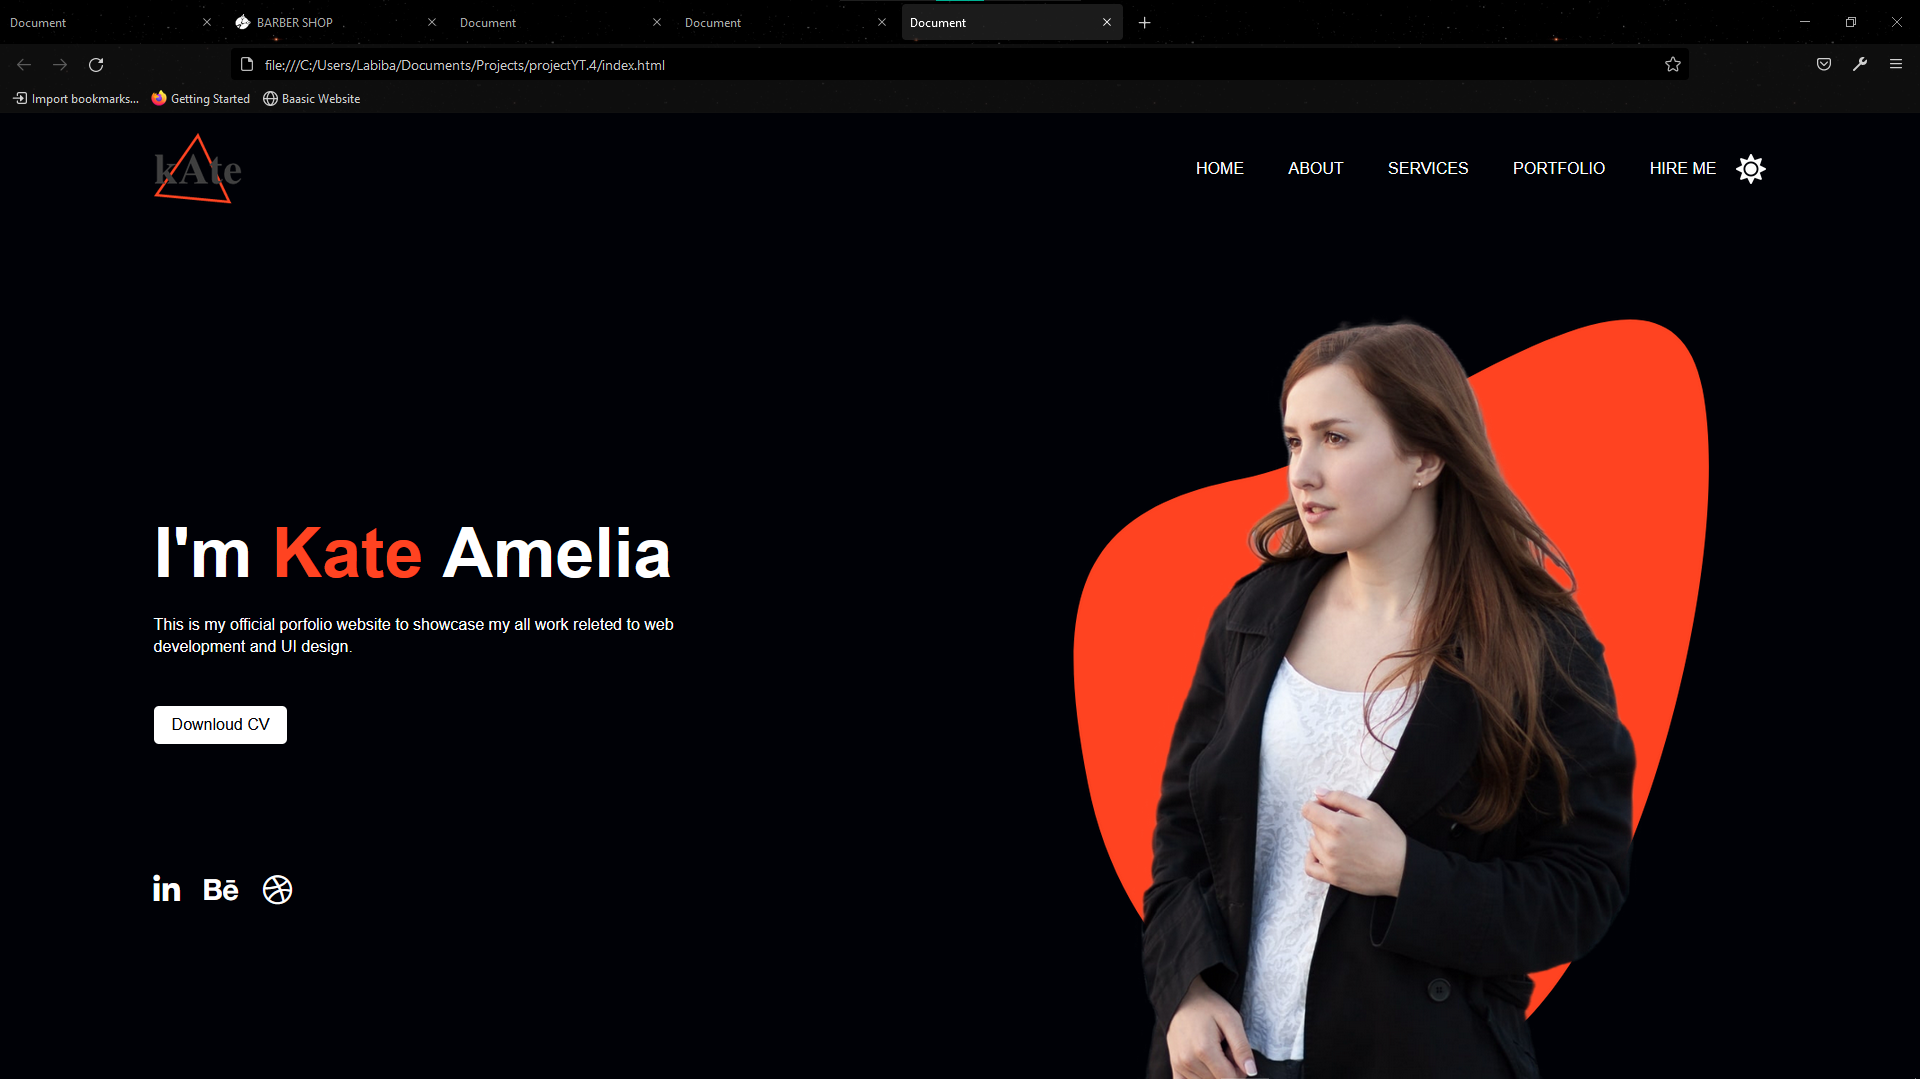 Document
BARBER SHOP
Document
Document
Document
file:///C:/Users/Labiba/Documents/Projects/projectYT.4/index.html
Import bookmarks...
Getting Started
Baasic Website
kAte
HOME
ABOUT
SERVICES
PORTFOLIO
HIRE ME
I'm Kate Amelia
This is my official porfolio website to showcase my all work releted to web
development and UI design.
Downloud CV
in
Bē